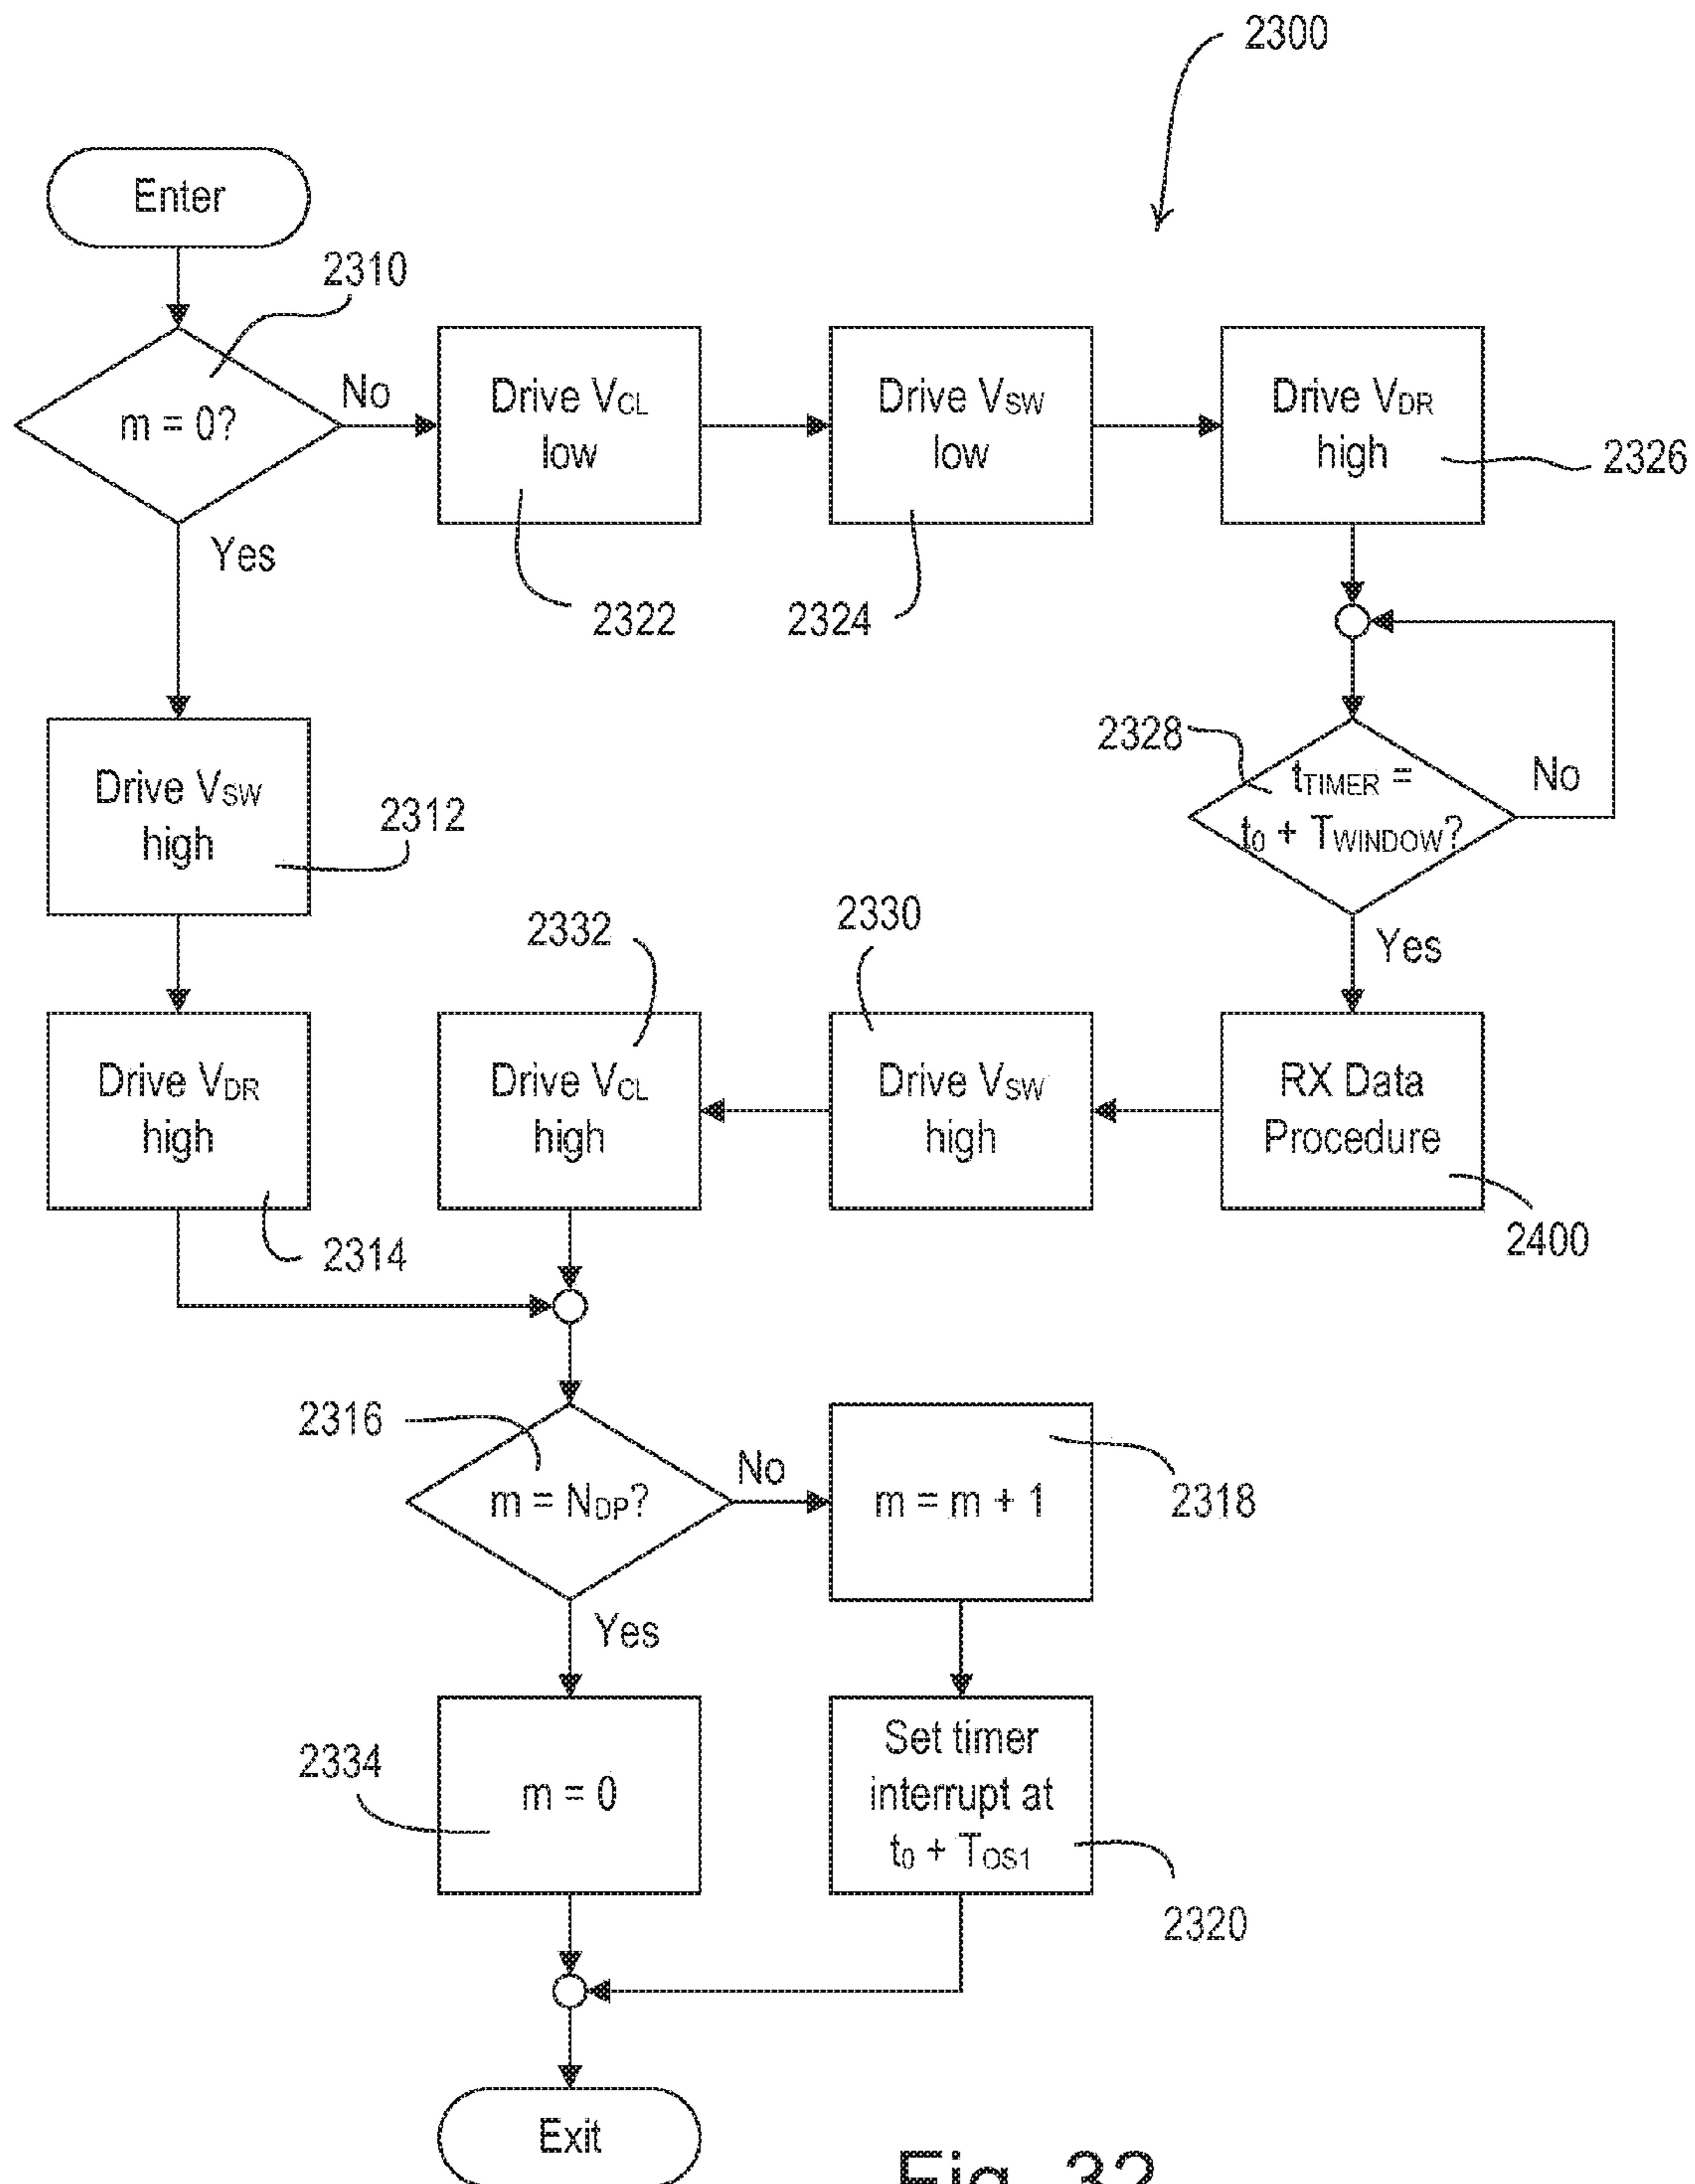 2300
Enter
2310
m = 0?
No
Yes
Drive VCL
low
2322
Drive VSW
low
2324
Drive VDR
high
2326
2328
tTIMER =
t0 + TWINDOW?
No
Yes
Drive VSW
high
2312
Drive VDR
high
2314
2332
Drive VCL
high
2330
Drive VSW
high
RX Data
Procedure
2400
2316
m = NDP?
No
Yes
m = m + 1
2318
2334
m = 0
Set timer
interrupt at
t0 + TOS1
2320
Exit
Fig. 32